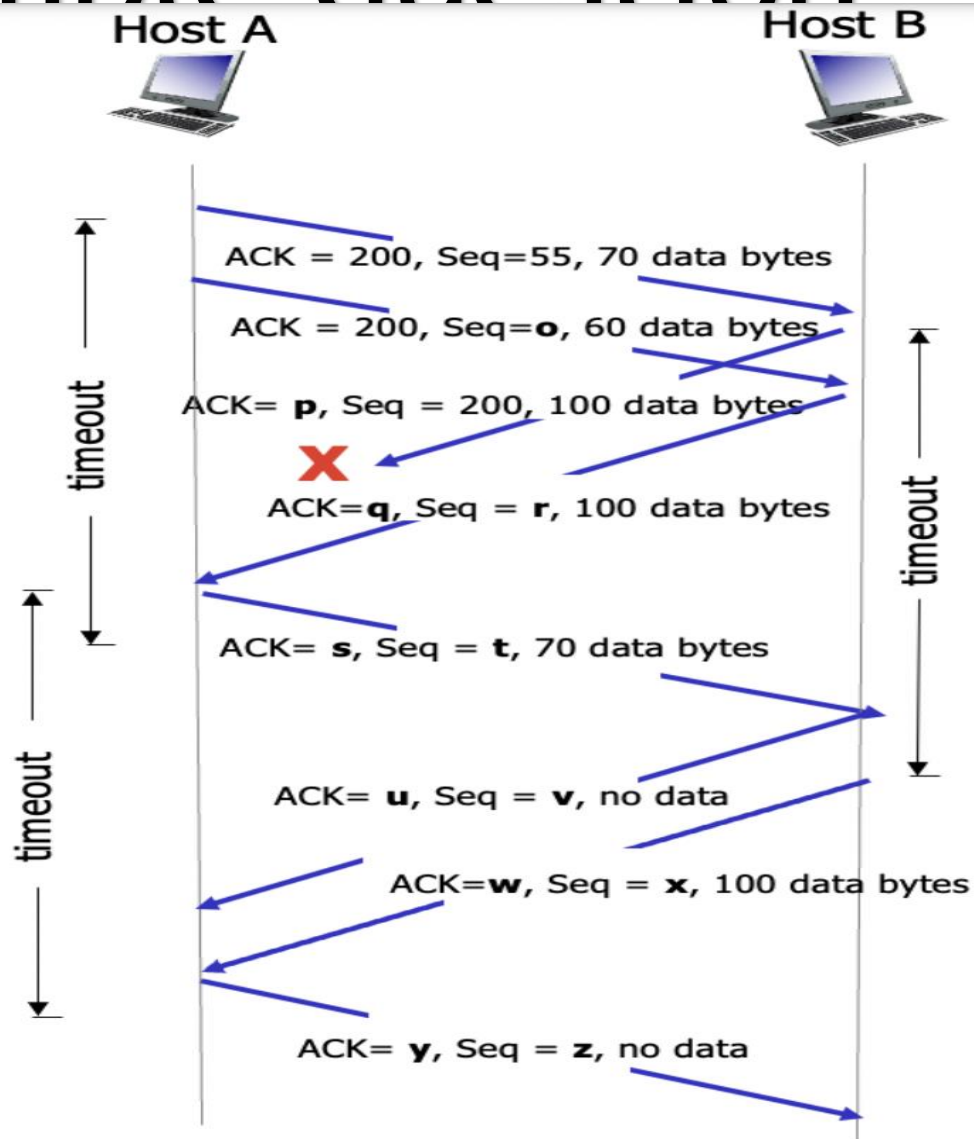 Host A
Host B
ACK = 200, Seq=55, 70 data bytes
ACK = 200, Seq=o, 60 data bytes
ACK= p, Seq = 200, 100 data bytes
timeout
X
ACK=q, Seq = r, 100 data bytes
timeout
ACK= s, Seq = t, 70 data bytes
ACK= u, Seq = v, no data
timeout
ACK=w, Seq = x, 100 data bytes
ACK= y, Seq = z, no data